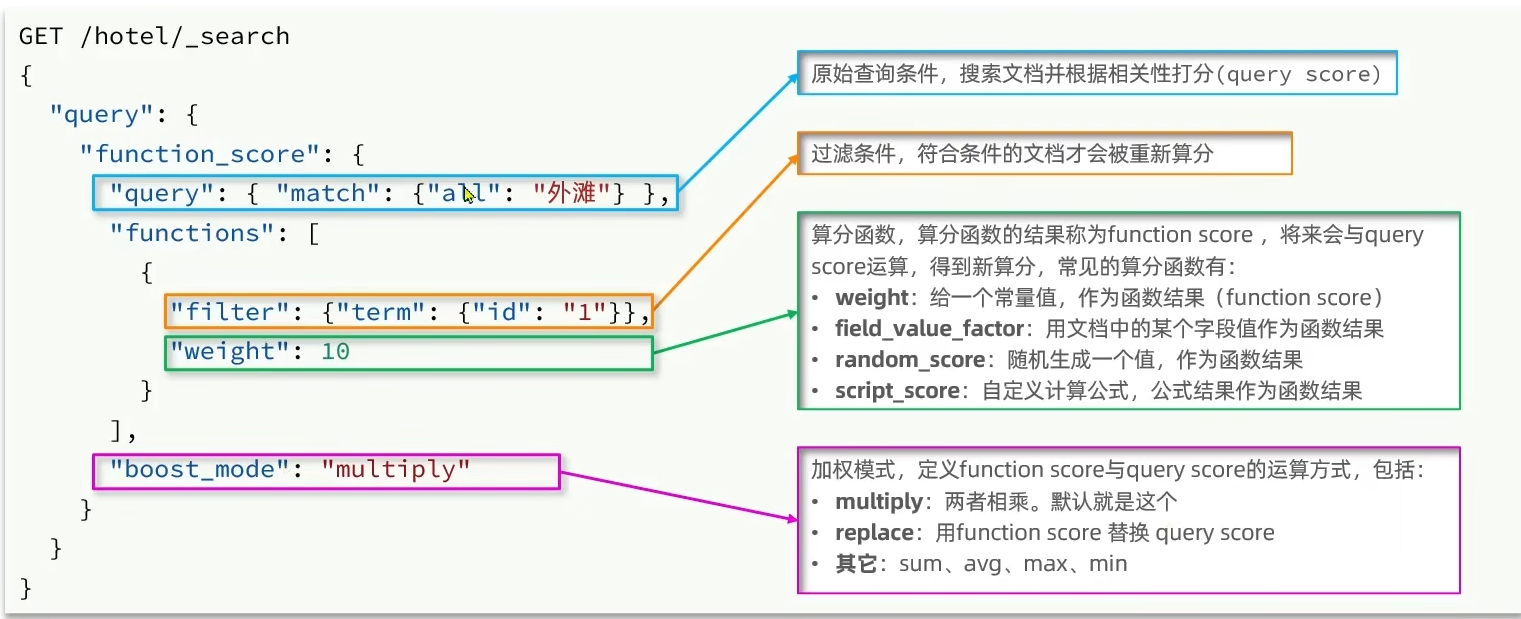 GET /hotel/_search
{
"query": {
"function_score": {
"query": { "match": {"all": "外滩"} },
"functions": [
{
"filter": {"term": {"id": "1"}},
"weight": 10
}
],
"boost_mode": "multiply"
}
}
}
原始查询条件，搜索文档并根据相关性打分(query score)
过滤条件，符合条件的文档才会被重新算分
算分函数，算分函数的结果称为function score ，将来会与query
score运算，得到新算分，常见的算分函数有：
• weight：给一个常量值，作为函数结果（function score）
• field_value_factor：用文档中的某个字段值作为函数结果
• random_score：随机生成一个值，作为函数结果
• script_score：自定义计算公式，公式结果作为函数结果
加权模式，定义function score与query score的运算方式，包括：
• multiply：两者相乘。默认就是这个
• replace：用function score 替换 query score
• 其它：sum、avg、max、min